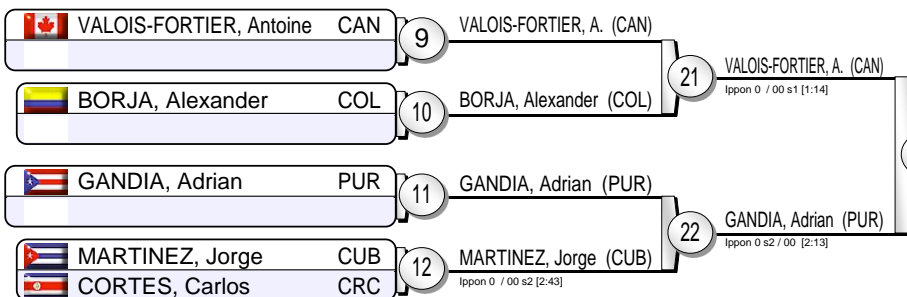 VALOIS-FORTIER, Antoine CAN
9
VALOIS-FORTIER, A. (CAN)
21
VALOIS-FORTIER, A. (CAN)
Ippon 0 / 00 s1 [1:14]
BORJA, Alexander COL
10
BORJA, Alexander (COL)
GANDIA, Adrian PUR
11
GANDIA, Adrian (PUR)
22
GANDIA, Adrian (PUR)
Ippon 0 s2 / 00 [2:13]
MARTINEZ, Jorge CUB
CORTES, Carlos CRC
12
MARTINEZ, Jorge (CUB)
Ippon 0 / 00 s2 [2:43]